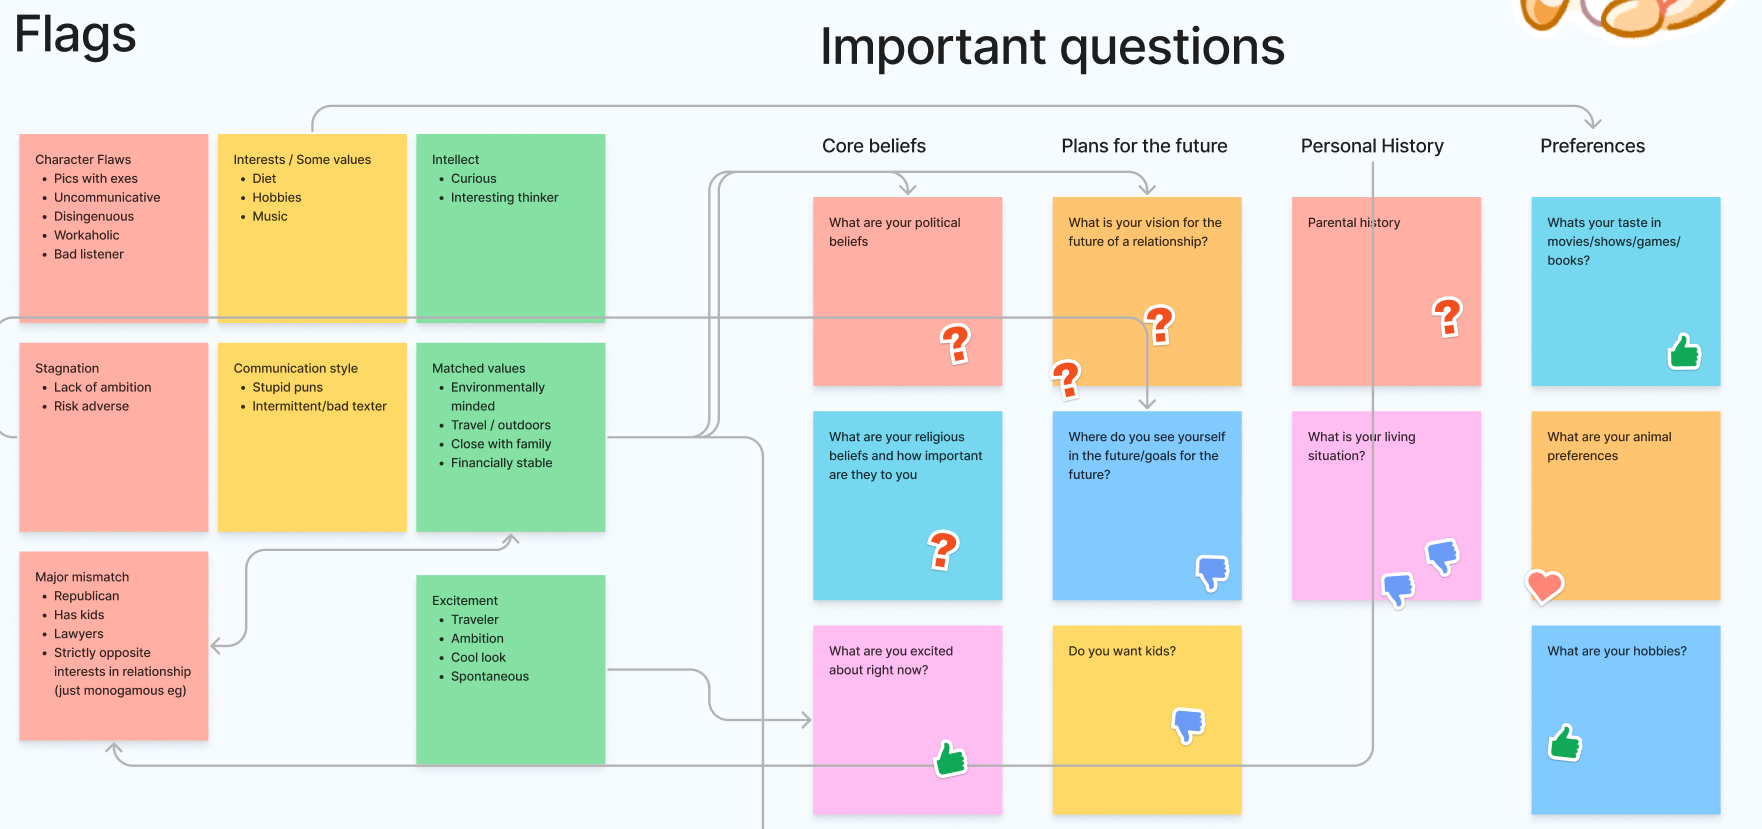 Flags
Important questions
Character Flaws
• Pics with exes
• Uncommunicative
• Disingenuous
• Workaholic
• Bad listener
Interests / Some values
• Diet
• Hobbies
• Music
Intellect
• Curious
• Interesting thinker
Stagnation
• Lack of ambition
• Risk adverse
Communication style
• Stupid puns
• Intermittent/bad texter
Matched values
• Environmentally
minded
• Travel / outdoors
• Close with family
• Financially stable
Major mismatch
• Republican
• Has kids
• Lawyers
• Strictly opposite
interests in relationship
(just monogamous eg)
Excitement
• Traveler
• Ambition
• Cool look
• Spontaneous
Core beliefs
What are your political
beliefs
?
What are your religious
beliefs and how important
are they to you
?
What are you excited
about right now?
Plans for the future
What is your vision for the
future of a relationship?
?
?
Where do you see yourself
in the future/goals for the
future?
Do you want kids?
Personal History
Parental history
?
What is your living
situation?
Preferences
Whats your taste in
movies/shows/games/
books?
What are your animal
preferences
What are your hobbies?